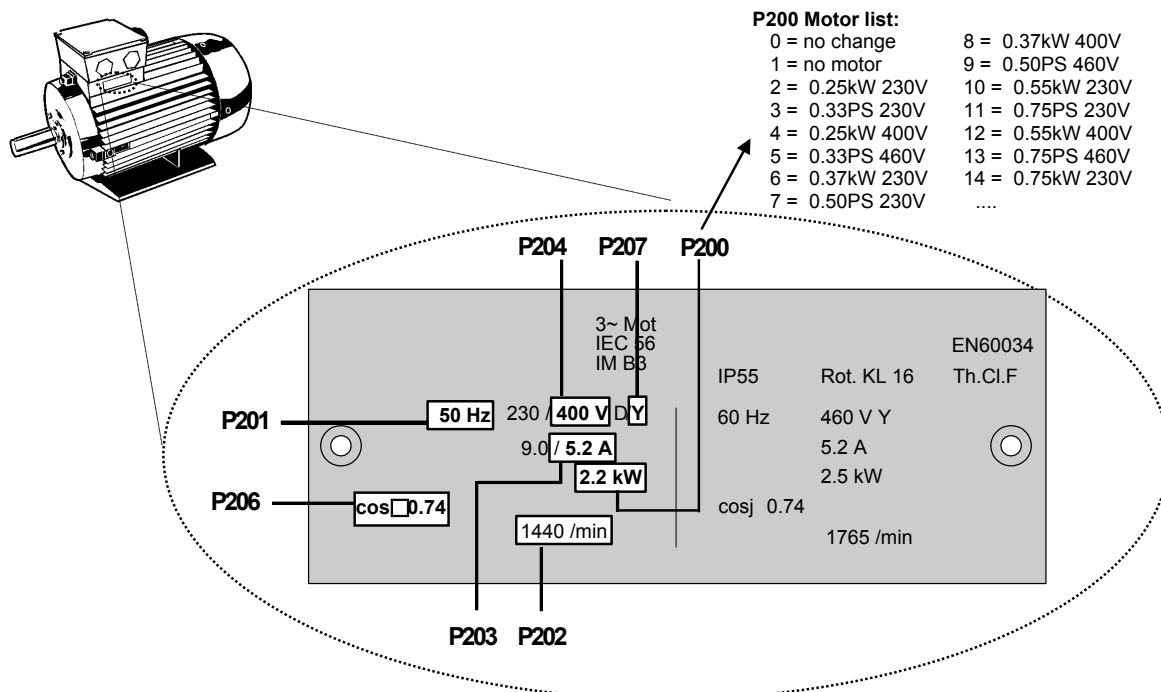 P200 Motor list:
0 = no change 8 = 0.37kW 400V
1 = no motor 9 = 0.50PS 460V
2 = 0.25kW 230V 10 = 0.55kW 230V
3 = 0.33PS 230V 11 = 0.75PS 230V
4 = 0.25kW 400V 12 = 0.55kW 400V
5 = 0.33PS 460V 13 = 0.75PS 460V
6 = 0.37kW 230V 14 = 0.75kW 230V
7 = 0.50PS 230V ....
P204 P207 P200
3~ Mot
IEC 56
IM B3
EN60034
IP55 Rot. KL 16 Th.Cl.F
P201 50 Hz 230 / 400 V D/Y 60 Hz 460 V Y
9.0 / 5.2 A 5.2 A
2.2 kW 2.5 kW
P206 cos□0.74 cosj 0.74
1440 /min 1765 /min
P203 P202